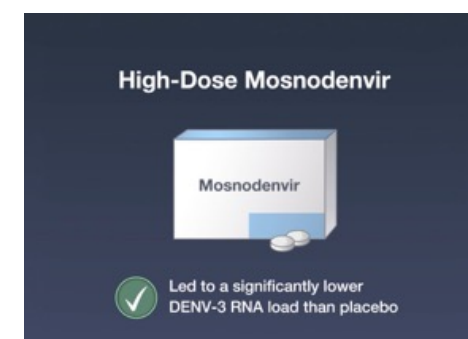 High-Dose Mosnodenvir
Mosnodenvir
Led to a significantly lower
DENV-3 RNA load than placebo